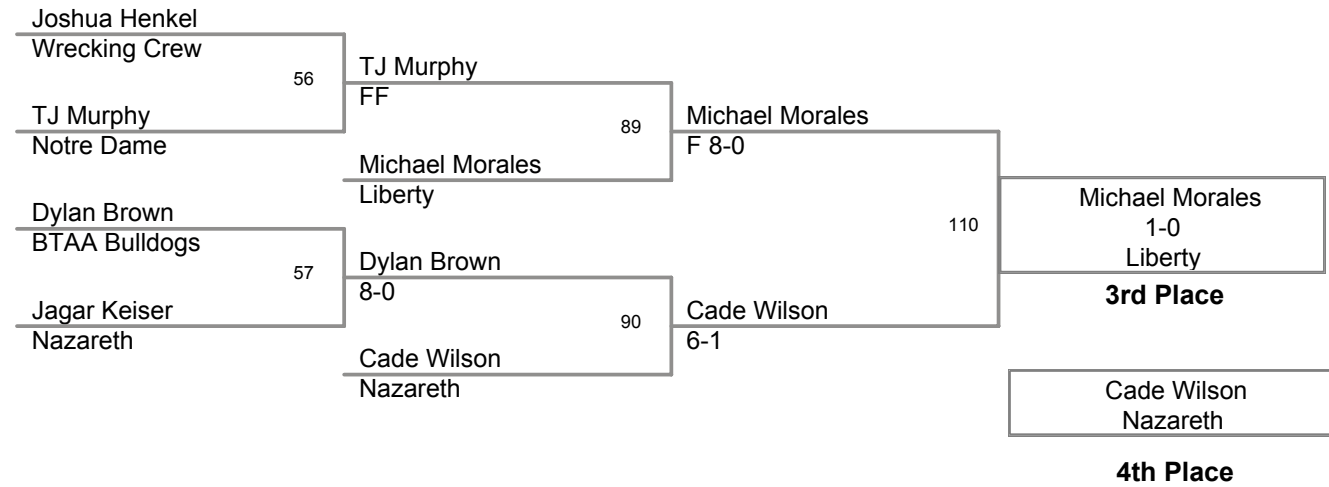 Joshua Henkel
Wrecking Crew
56
TJ Murphy
Notre Dame
TJ Murphy
FF
89
Michael Morales
Liberty
Michael Morales
F 8-0
Dylan Brown
BTAA Bulldogs
57
Jagar Keiser
Nazareth
Dylan Brown
8-0
90
Cade Wilson
Nazareth
Cade Wilson
6-1
110
Michael Morales
1-0
Liberty
3rd Place
Cade Wilson
Nazareth
4th Place